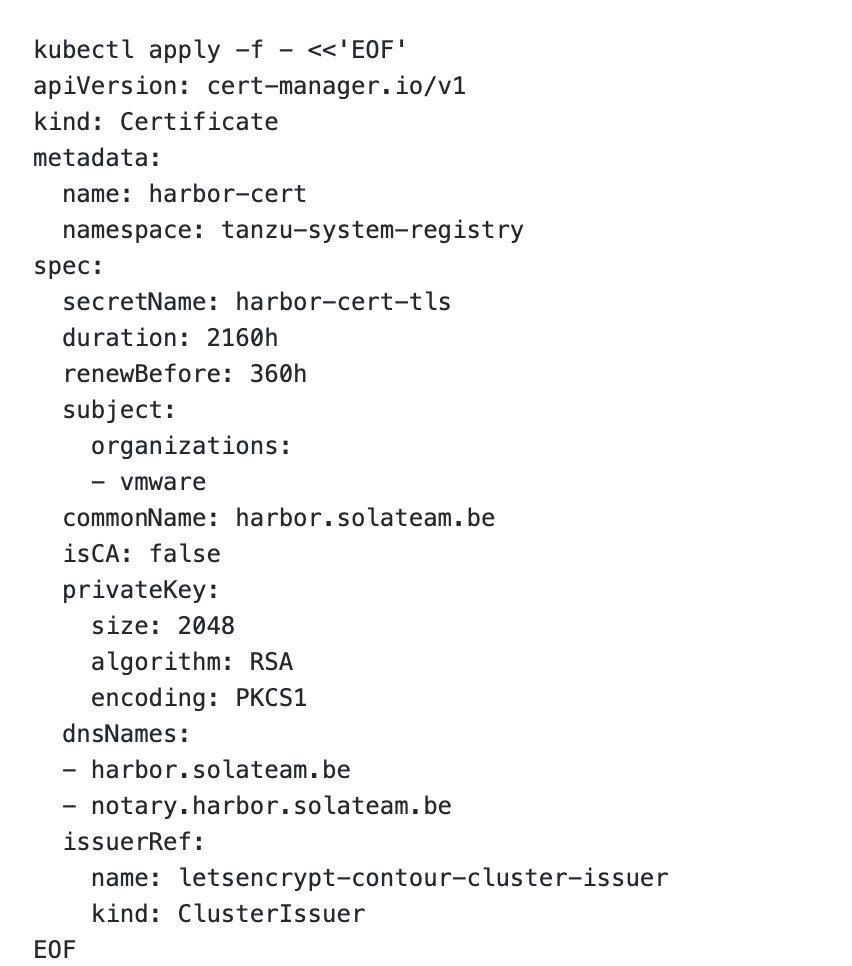 kubectl apply -f - <<'EOF'
apiVersion: cert-manager.io/v1
kind: Certificate
metadata:
  name: harbor-cert
  namespace: tanzu-system-registry
spec:
  secretName: harbor-cert-tls
  duration: 2160h
  renewBefore: 360h
  subject:
    organizations:
    - vmware
  commonName: harbor.solateam.be
  isCA: false
  privateKey:
    size: 2048
    algorithm: RSA
    encoding: PKCS1
  dnsNames:
  - harbor.solateam.be
  - notary.harbor.solateam.be
  issuerRef:
    name: letsencrypt-contour-cluster-issuer
    kind: ClusterIssuer
EOF